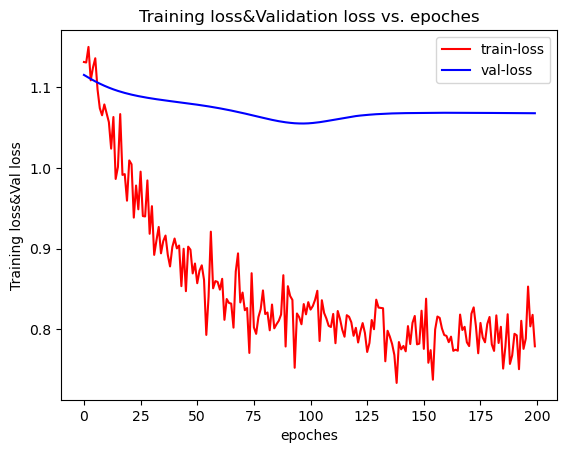 Training loss&Validation loss vs. epoches
train-loss
val-loss
Training loss&Val loss
1.1
1.0
0.9
0.8
0 25 50 75 100 125 150 175 200
epoches